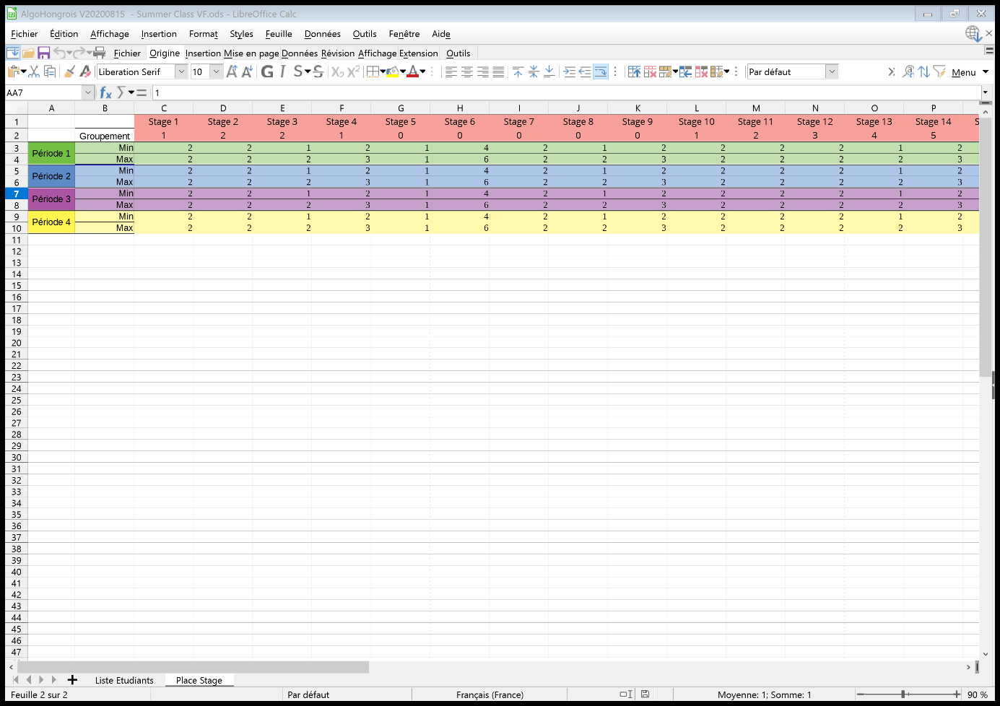 AlgoHongrois V20200815 - Summer Class VF.ods - LibreOffice Calc
Fichier Édition Affichage Insertion Format Styles Feuille Données Outils Fenêtre Aide
Fichier Origine Insertion Mise en page Données Révision Affichage Extension Outils
Liberation Serif 10 G I S S X₂ X² Par défaut Menu
AA7 fx Σ = 1
A B C D E F G H I J K L M N O P
1 Stage 1 Stage 2 Stage 3 Stage 4 Stage 5 Stage 6 Stage 7 Stage 8 Stage 9 Stage 10 Stage 11 Stage 12 Stage 13 Stage 14 S
2 Groupement 1 2 2 1 0 0 0 0 0 1 2 3 4 5
3 Période 1 Min 2 2 1 2 1 4 2 1 2 2 2 2 1 2
4 Max 2 2 2 3 1 6 2 2 3 2 2 2 2 3
5 Période 2 Min 2 2 1 2 1 4 2 1 2 2 2 2 1 2
6 Max 2 2 2 3 1 6 2 2 3 2 2 2 2 3
7 Période 3 Min 2 2 1 2 1 4 2 1 2 2 2 2 1 2
8 Max 2 2 2 3 1 6 2 2 3 2 2 2 2 3
9 Période 4 Min 2 2 1 2 1 4 2 1 2 2 2 2 1 2
10 Max 2 2 2 3 1 6 2 2 3 2 2 2 2 3
11
12
13
14
15
16
17
18
19
20
21
22
23
24
25
26
27
28
29
30
31
32
33
34
35
36
37
38
39
40
41
42
43
44
45
46
47
Liste Etudiants Place Stage
Feuille 2 sur 2 Par défaut Français (France) Moyenne: 1; Somme: 1 90 %